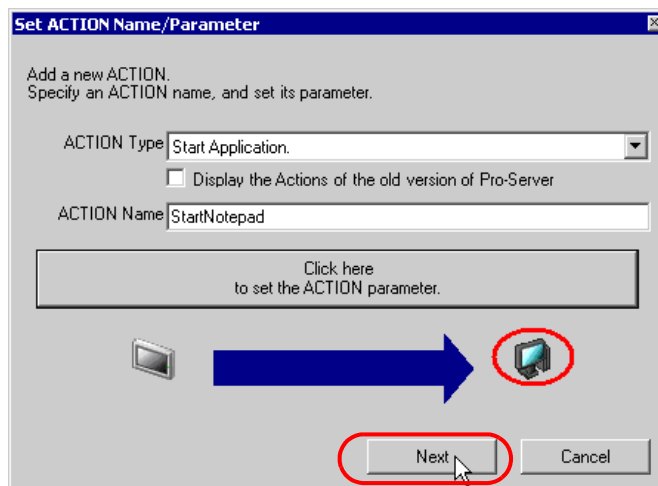 Set ACTION Name/Parameter
Add a new ACTION.
Specify an ACTION name, and set its parameter.
ACTION Type Start Application.
Display the Actions of the old version of Pro-Server
ACTION Name StartNotepad
Click here
to set the ACTION parameter.
Next Cancel